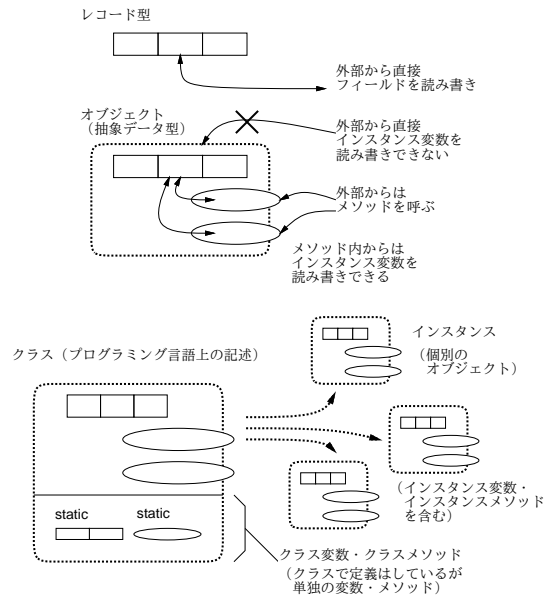 レコード型
外部から直接
フィールドを読み書き
オブジェクト
（抽象データ型）
外部から直接
インスタンス変数を
読み書きできない
外部からは
メソッドを呼ぶ
メソッド内からは
インスタンス変数を
読み書きできる
クラス（プログラミング言語上の記述）
インスタンス
（個別の
オブジェクト）
（インスタンス変数・
インスタンスメソッド
を含む）
static
static
クラス変数・クラスメソッド
（クラスで定義はしているが
単独の変数・メソッド）